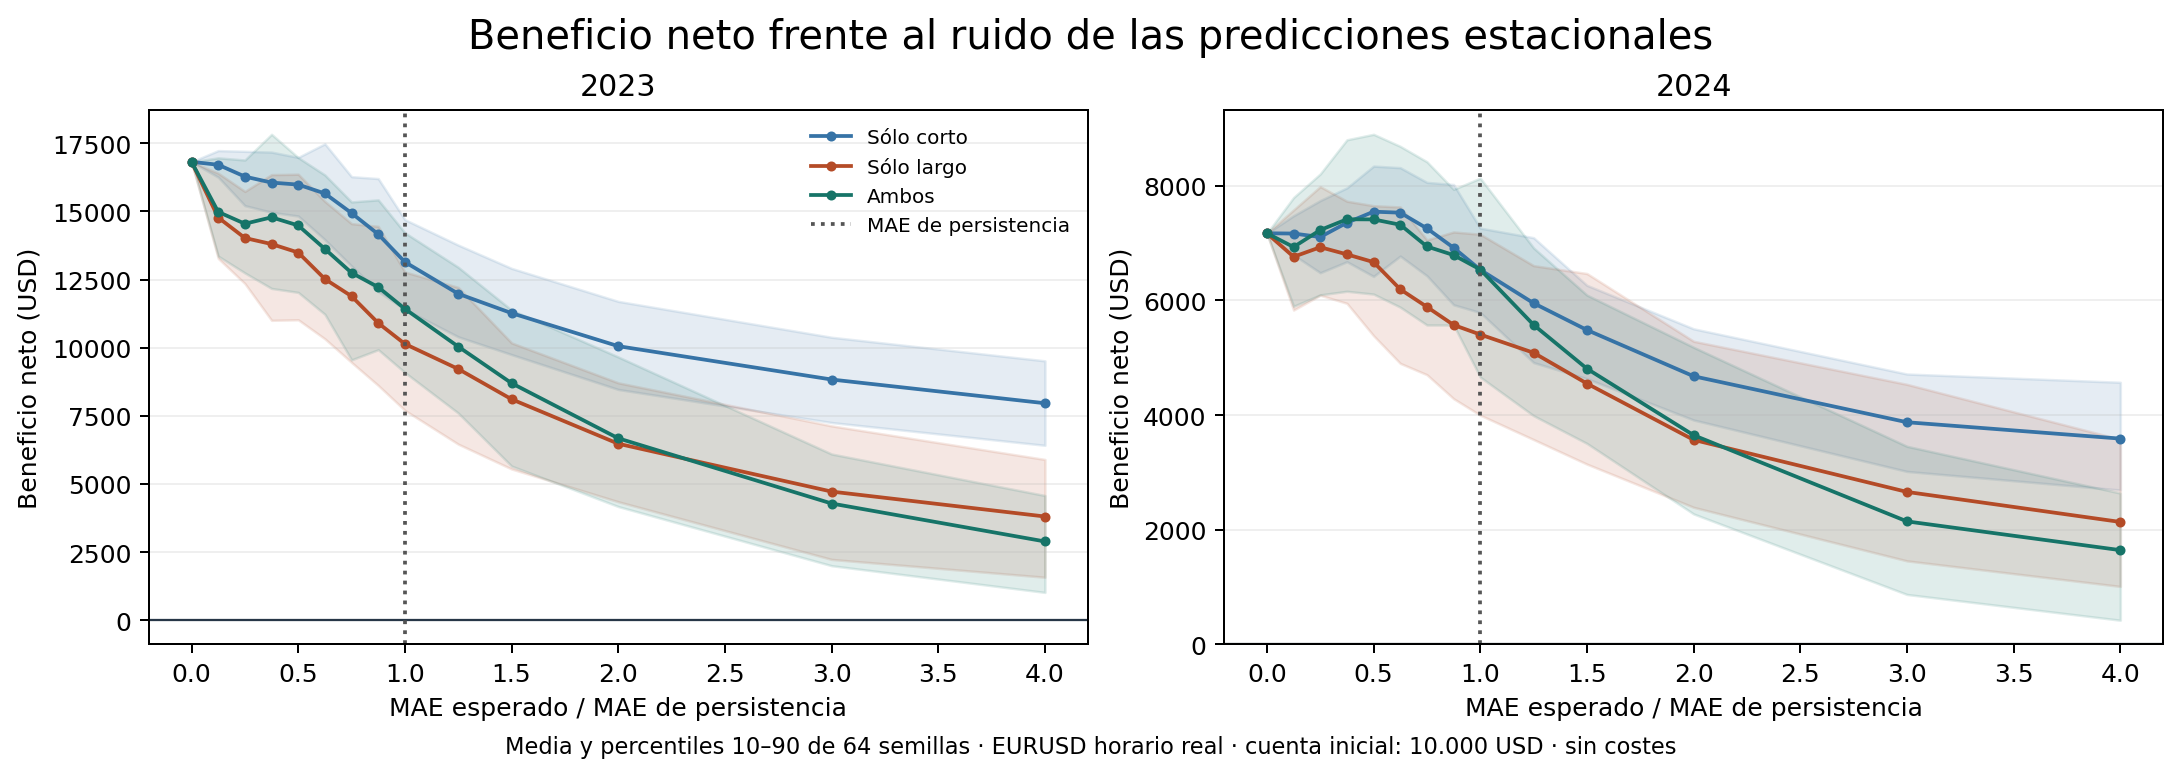 Beneficio neto frente al ruido de las predicciones estacionales
2023
Beneficio neto (USD)
17500
15000
12500
10000
7500
5000
2500
0
Sólo corto
Sólo largo
Ambos
MAE de persistencia
0.0 0.5 1.0 1.5 2.0 2.5 3.0 3.5 4.0
MAE esperado / MAE de persistencia
2024
Beneficio neto (USD)
8000
6000
4000
2000
0
0.0 0.5 1.0 1.5 2.0 2.5 3.0 3.5 4.0
MAE esperado / MAE de persistencia
Media y percentiles 10–90 de 64 semillas · EURUSD horario real · cuenta inicial: 10.000 USD · sin costes